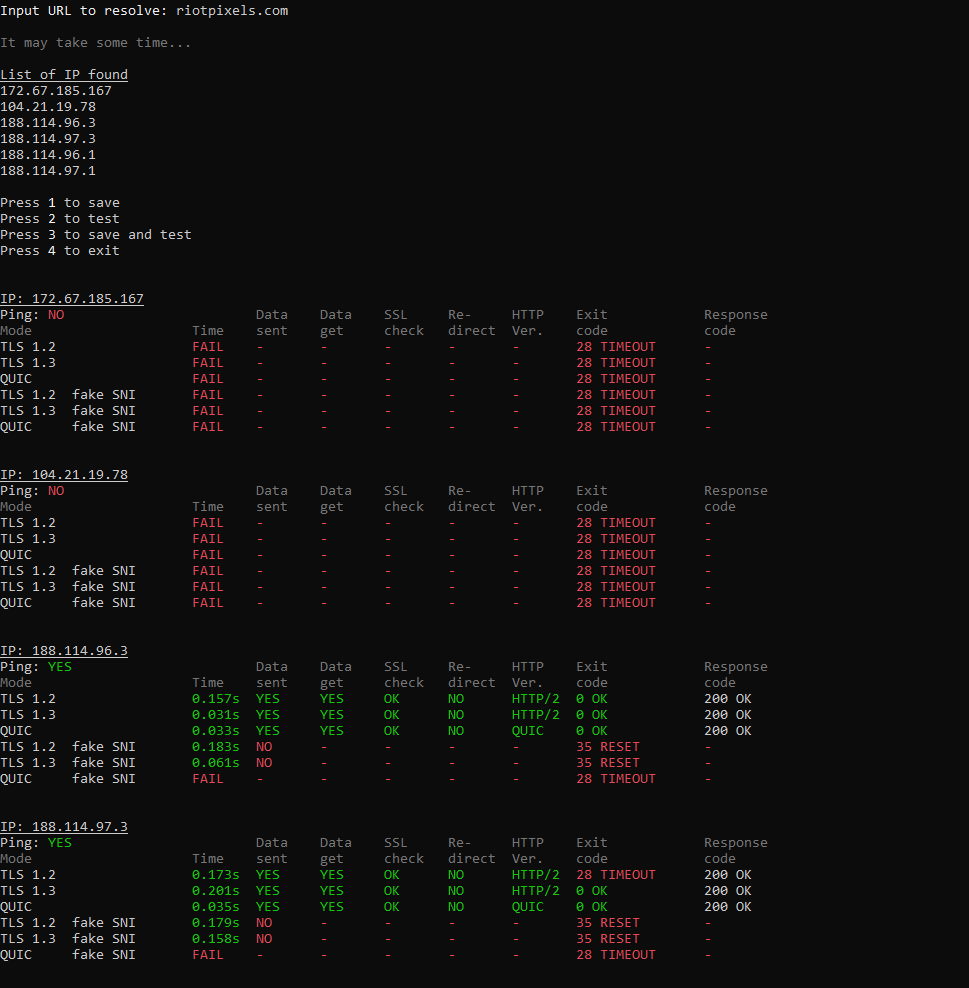 Input URL to resolve: riotpixels.com
It may take some time...
List of IP found
172.67.185.167
104.21.19.78
188.114.96.3
188.114.97.3
188.114.96.1
188.114.97.1
Press 1 to save
Press 2 to test
Press 3 to save and test
Press 4 to exit
IP: 172.67.185.167
Ping: NO Data Data SSL Re- HTTP Exit Response
Mode Time sent get check direct Ver. code code
TLS 1.2 FAIL - - - - - 28 TIMEOUT -
TLS 1.3 FAIL - - - - - 28 TIMEOUT -
QUIC FAIL - - - - - 28 TIMEOUT -
TLS 1.2 fake SNI FAIL - - - - - 28 TIMEOUT -
TLS 1.3 fake SNI FAIL - - - - - 28 TIMEOUT -
QUIC fake SNI FAIL - - - - - 28 TIMEOUT -
IP: 104.21.19.78
Ping: NO Data Data SSL Re- HTTP Exit Response
Mode Time sent get check direct Ver. code code
TLS 1.2 FAIL - - - - - 28 TIMEOUT -
TLS 1.3 FAIL - - - - - 28 TIMEOUT -
QUIC FAIL - - - - - 28 TIMEOUT -
TLS 1.2 fake SNI FAIL - - - - - 28 TIMEOUT -
TLS 1.3 fake SNI FAIL - - - - - 28 TIMEOUT -
QUIC fake SNI FAIL - - - - - 28 TIMEOUT -
IP: 188.114.96.3
Ping: YES Data Data SSL Re- HTTP Exit Response
Mode Time sent get check direct Ver. code code
TLS 1.2 0.157s YES YES OK NO HTTP/2 0 OK 200 OK
TLS 1.3 0.031s YES YES OK NO HTTP/2 0 OK 200 OK
QUIC 0.033s YES YES OK NO QUIC 0 OK 200 OK
TLS 1.2 fake SNI 0.183s NO - - - - 35 RESET -
TLS 1.3 fake SNI 0.061s NO - - - - 35 RESET -
QUIC fake SNI FAIL - - - - - 28 TIMEOUT -
IP: 188.114.97.3
Ping: YES Data Data SSL Re- HTTP Exit Response
Mode Time sent get check direct Ver. code code
TLS 1.2 0.173s YES YES OK NO HTTP/2 28 TIMEOUT 200 OK
TLS 1.3 0.201s YES YES OK NO HTTP/2 0 OK 200 OK
QUIC 0.035s YES YES OK NO QUIC 0 OK 200 OK
TLS 1.2 fake SNI 0.179s NO - - - - 35 RESET -
TLS 1.3 fake SNI 0.158s NO - - - - 35 RESET -
QUIC fake SNI FAIL - - - - - 28 TIMEOUT -